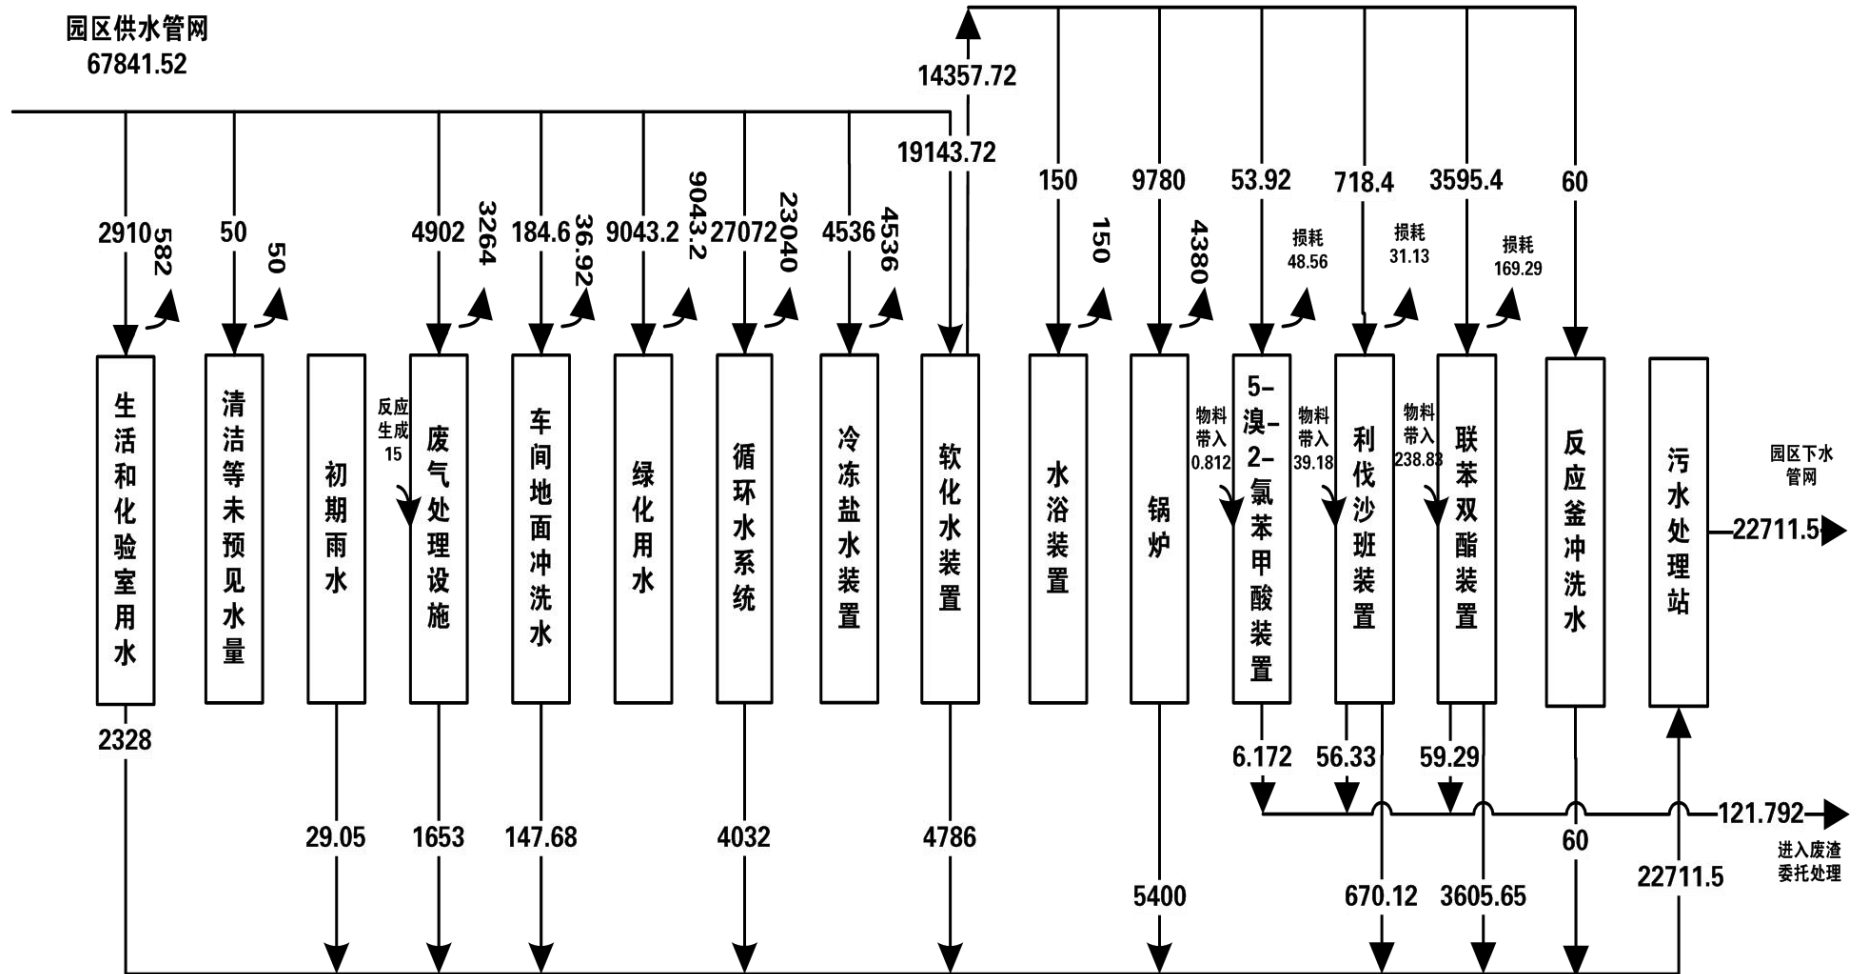 园区供水管网
67841.52
14357.72
19143.72
2910
582
50
50
4902
3264
184.6
36.92
9043.2
9043.2
27072
23040
4536
4536
150
150
9780
4380
53.92
损耗
48.56
718.4
损耗
31.13
3595.4
损耗
169.29
60
生活和化验室用水
清洁等未预见水量
初期雨水
反应
生成
15
废气处理设施
车间地面冲洗水
绿化用水
循环水系统
冷冻盐水装置
软化水装置
水浴装置
锅炉
物料
带入
0.812
5-溴-2-氯苯甲酸装置
物料
带入
39.18
利伐沙班装置
物料
带入
238.83
联苯双酯装置
反应釜冲洗水
污水处理站
园区下水
管网
22711.5
2328
29.05
1653
147.68
4032
4786
5400
6.172
56.33
670.12
59.29
3605.65
60
121.792
进入废渣
委托处理
22711.5